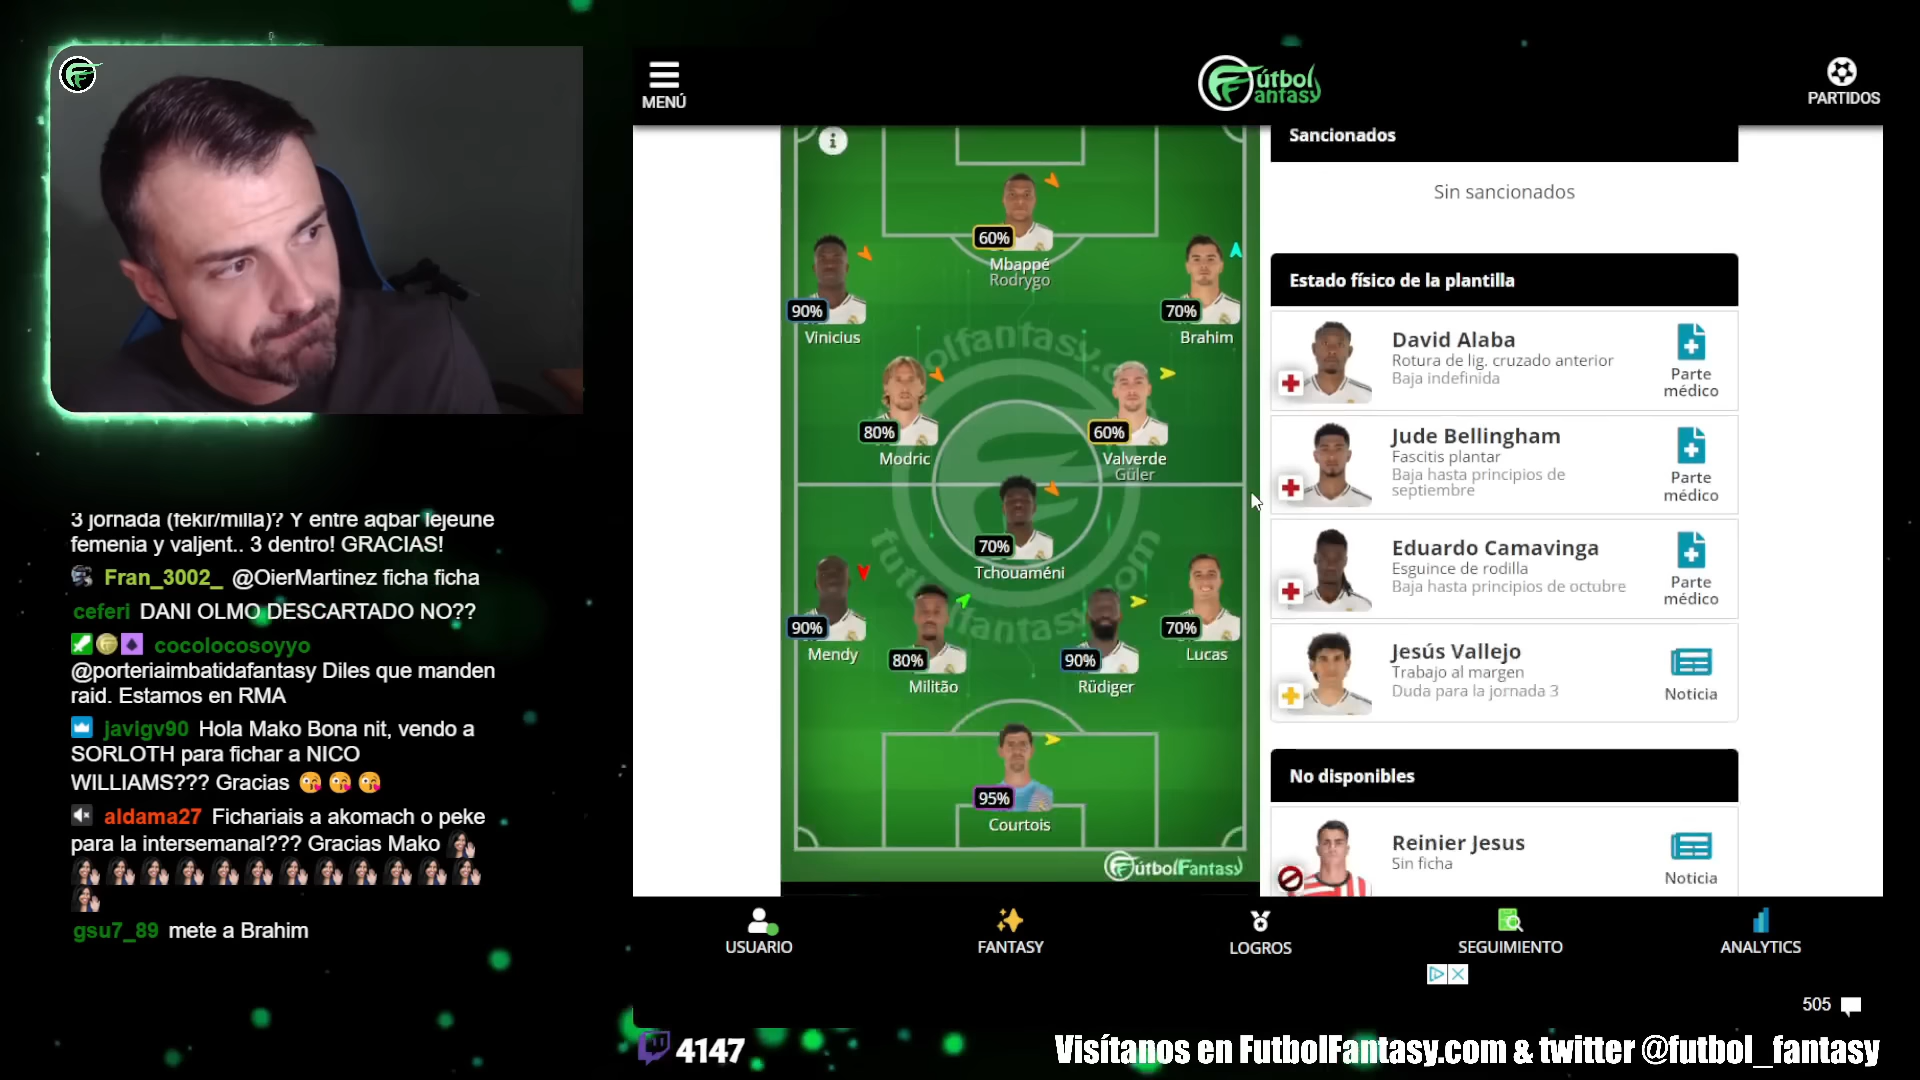 MENÚ
Fútbol
Fantasy
PARTIDOS
Sancionados
Sin sancionados
Estado físico de la plantilla
David Alaba
Rotura de lig. cruzado anterior
Baja indefinida
Parte
médico
Jude Bellingham
Fascitis plantar
Baja hasta principios de
septiembre
Parte
médico
Eduardo Camavinga
Esguince de rodilla
Baja hasta principios de octubre
Parte
médico
Jesús Vallejo
Trabajo al margen
Duda para la jornada 3
Noticia
No disponibles
Reinier Jesus
Sin ficha
Noticia
60%
Mbappé
Rodrygo
90%
Vinicius
70%
Brahim
80%
Modric
60%
Valverde
Güler
70%
Tchouaméni
90%
Mendy
80%
Militão
90%
Rüdiger
70%
Lucas
95%
Courtois
FútbolFantasy
3 jornada (fekir/milla)? Y entre aqbar lejeune
femenia y valjent.. 3 dentro! GRACIAS!
Fran_3002_ @OierMartinez ficha ficha
ceferi DANI OLMO DESCARTADO NO??
cocolocosoyyo
@porteriaimbatidafantasy Diles que manden
raid. Estamos en RMA
javigv90 Hola Mako Bona nit, vendo a
SORLOTH para fichar a NICO
WILLIAMS??? Gracias 😘 😘 😘
aldama27 Fichariais a akomach o peke
para la intersemanal??? Gracias Mako
gsu7_89 mete a Brahim
USUARIO
FANTASY
LOGROS
SEGUIMIENTO
ANALYTICS
505
4147
Visítanos en FutbolFantasy.com & twitter @futbol_fantasy